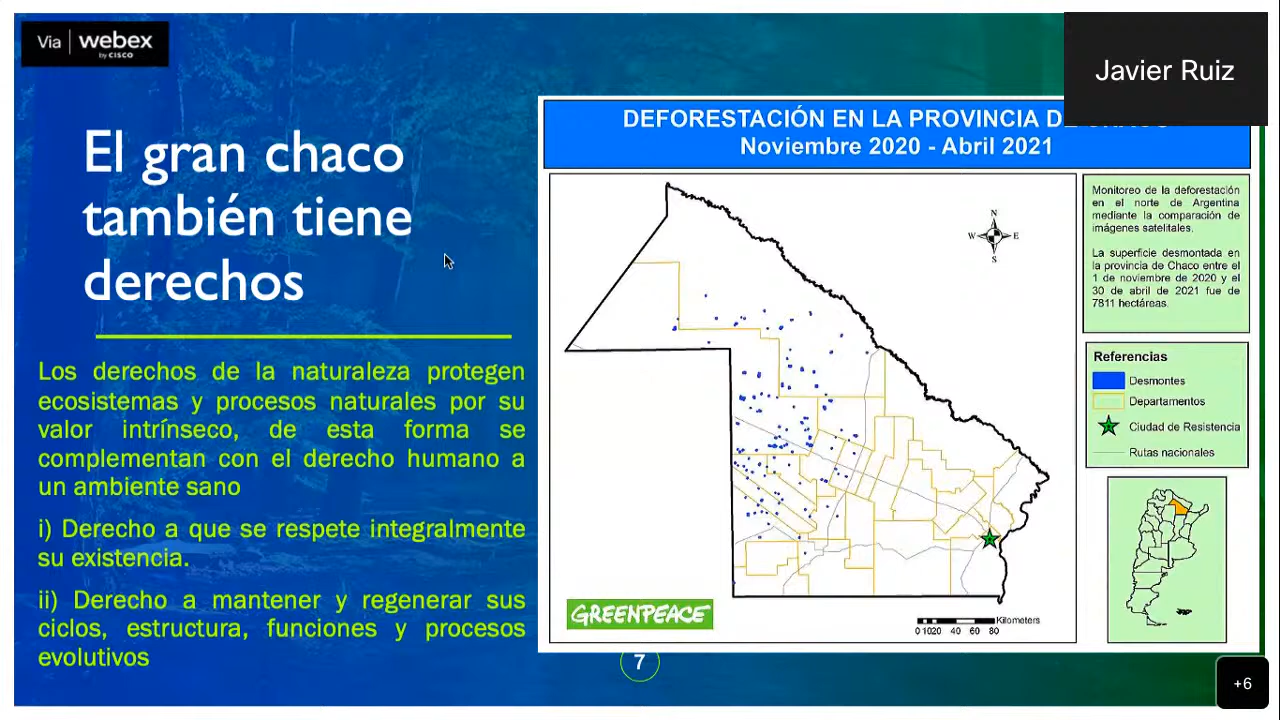 Via webex
by CISCO
Javier Ruiz
El gran chaco
también tiene
derechos
Los derechos de la naturaleza protegen
ecosistemas y procesos naturales por su
valor intrínseco, de esta forma se
complementan con el derecho humano a
un ambiente sano
i) Derecho a que se respete integralmente
su existencia.
ii) Derecho a mantener y regenerar sus
ciclos, estructura, funciones y procesos
evolutivos
DEFORESTACIÓN EN LA PROVINCIA
Noviembre 2020 - Abril 2021
N
W E
S
Monitoreo de la deforestación
en el norte de Argentina
mediante la comparación de
imágenes satelitales.
La superficie desmontada en
la provincia de Chaco entre el
1 de noviembre de 2020 y el
30 de abril de 2021 fue de
7811 hectáreas.
Referencias
Desmontes
Departamentos
Ciudad de Resistencia
Rutas nacionales
GREENPEACE
Kilometers
0 10 20 40 60 80
7
+6